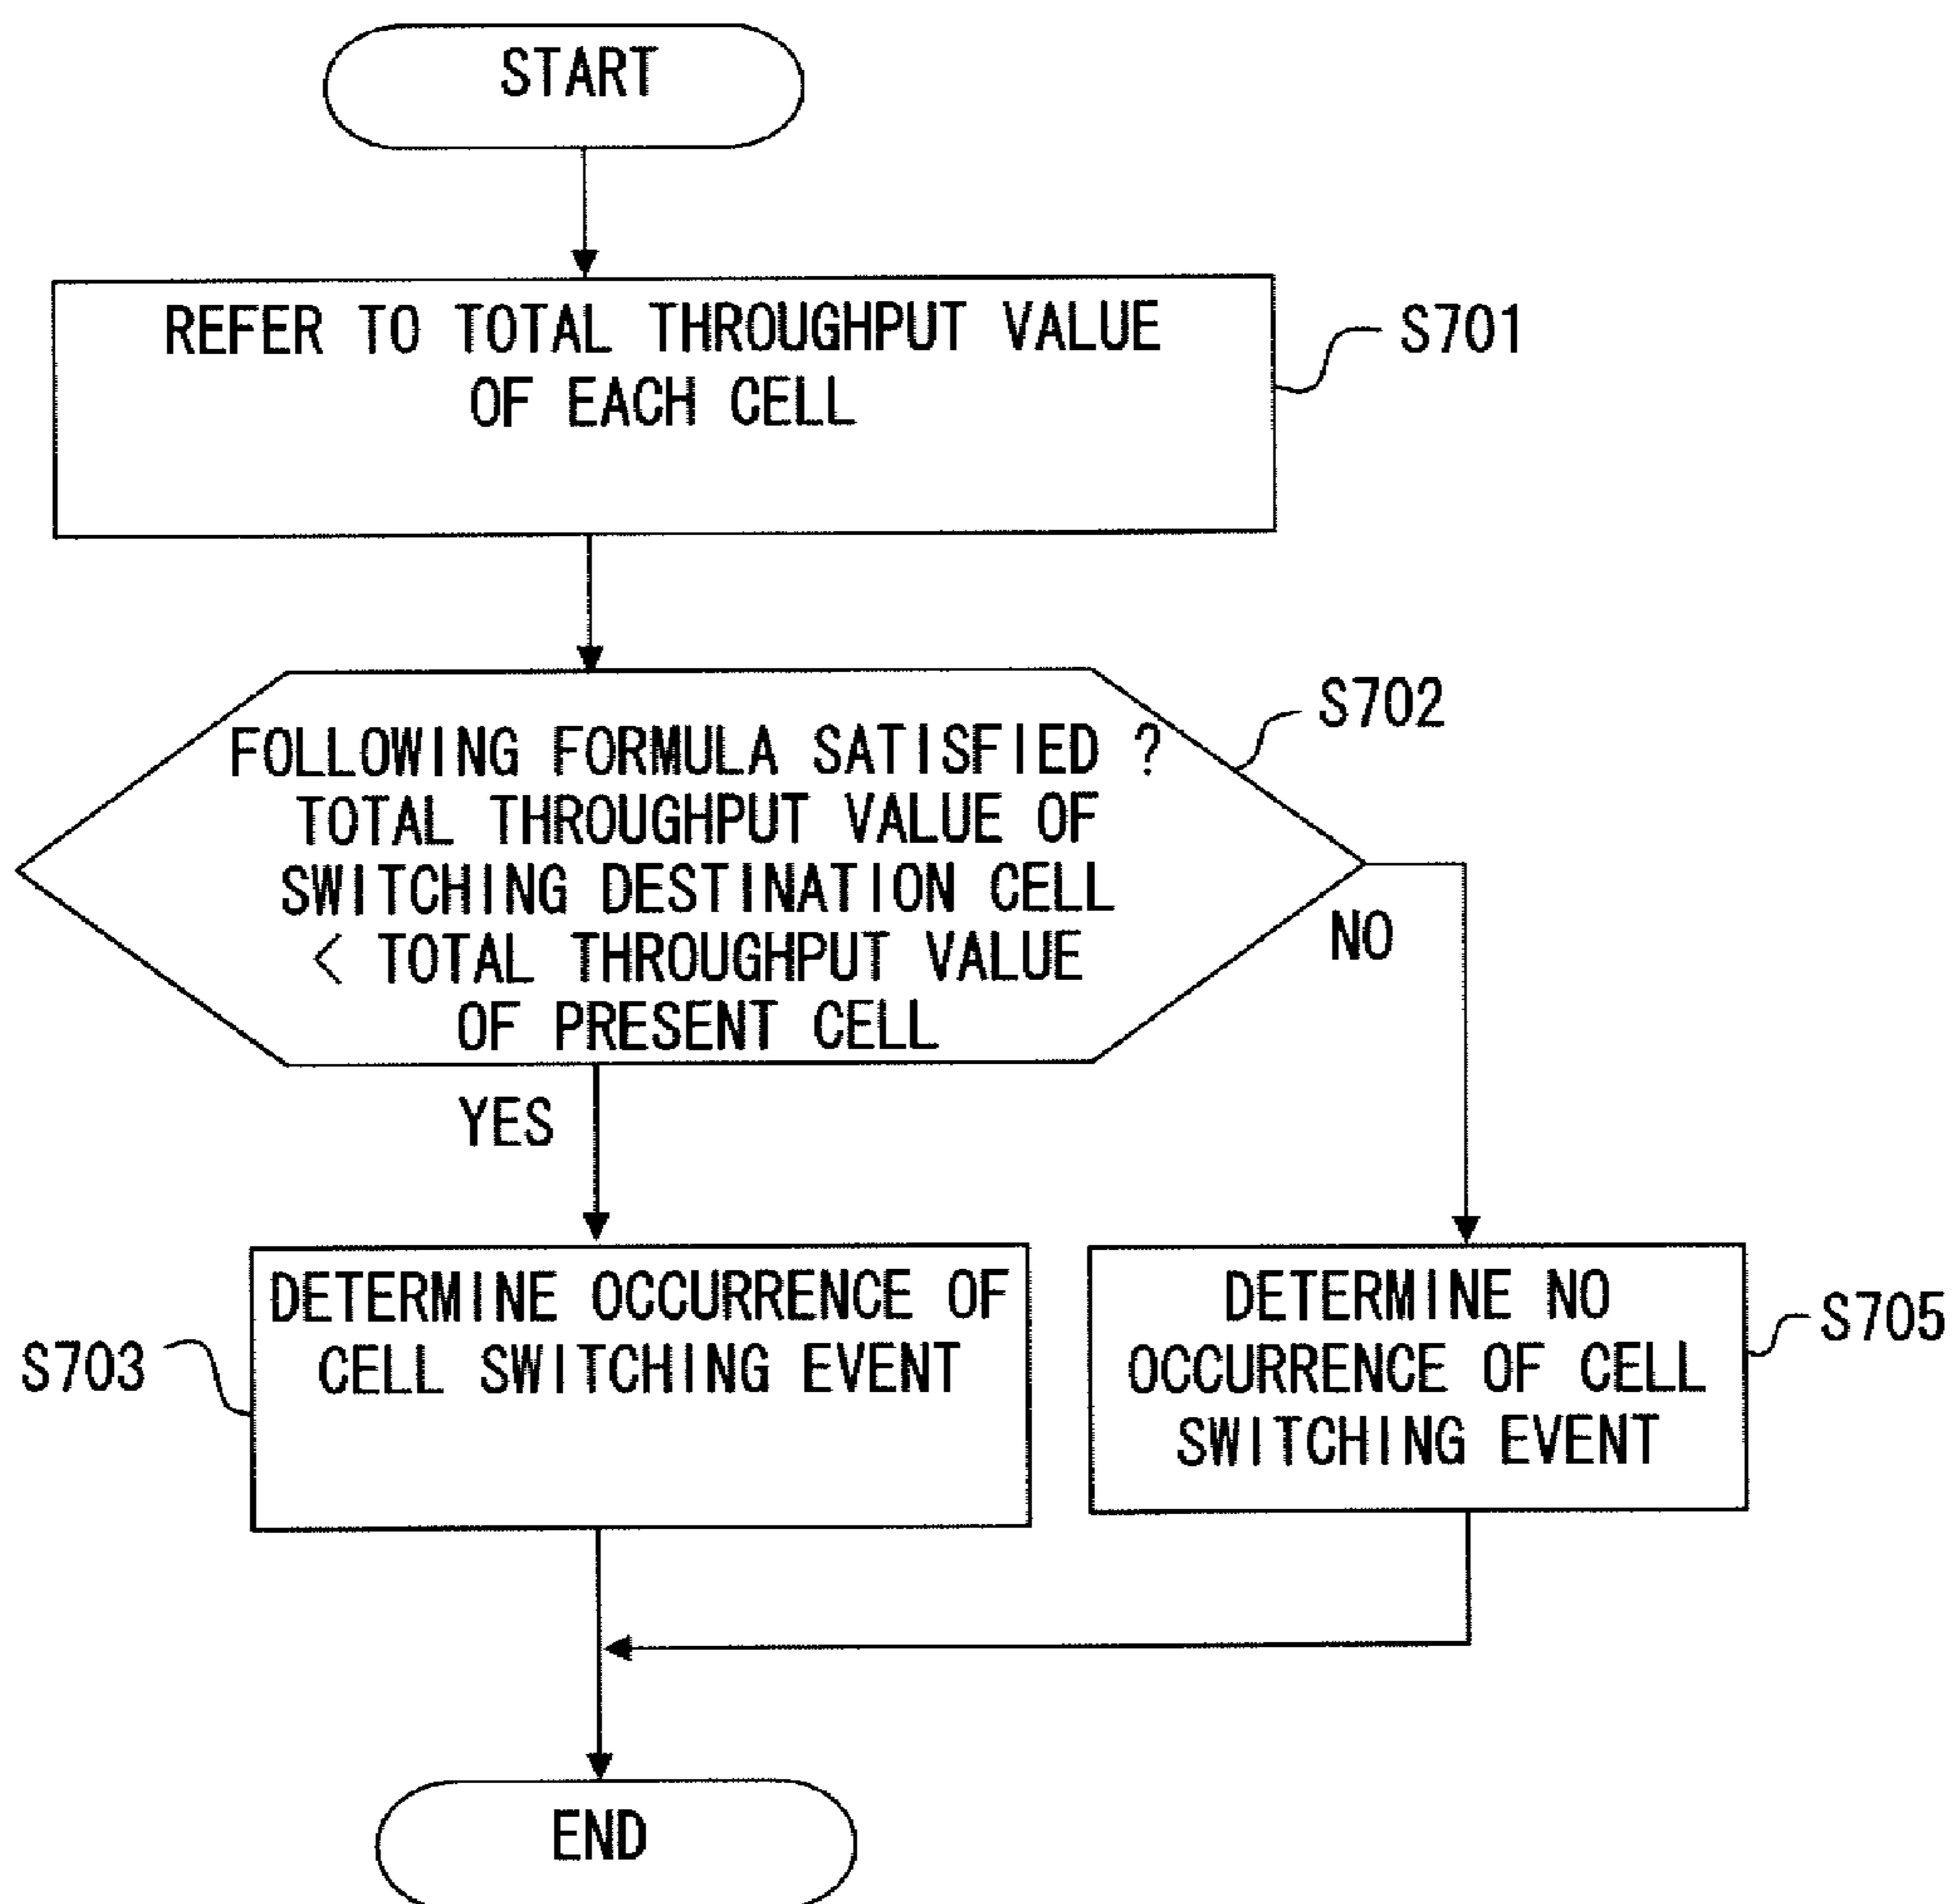 START
REFER TO TOTAL THROUGHPUT VALUE
OF EACH CELL
S701
S702
FOLLOWING FORMULA SATISFIED ?
TOTAL THROUGHPUT VALUE OF
SWITCHING DESTINATION CELL
< TOTAL THROUGHPUT VALUE
OF PRESENT CELL
NO
YES
DETERMINE OCCURRENCE OF
CELL SWITCHING EVENT
S703
DETERMINE NO
OCCURRENCE OF CELL
SWITCHING EVENT
S705
END